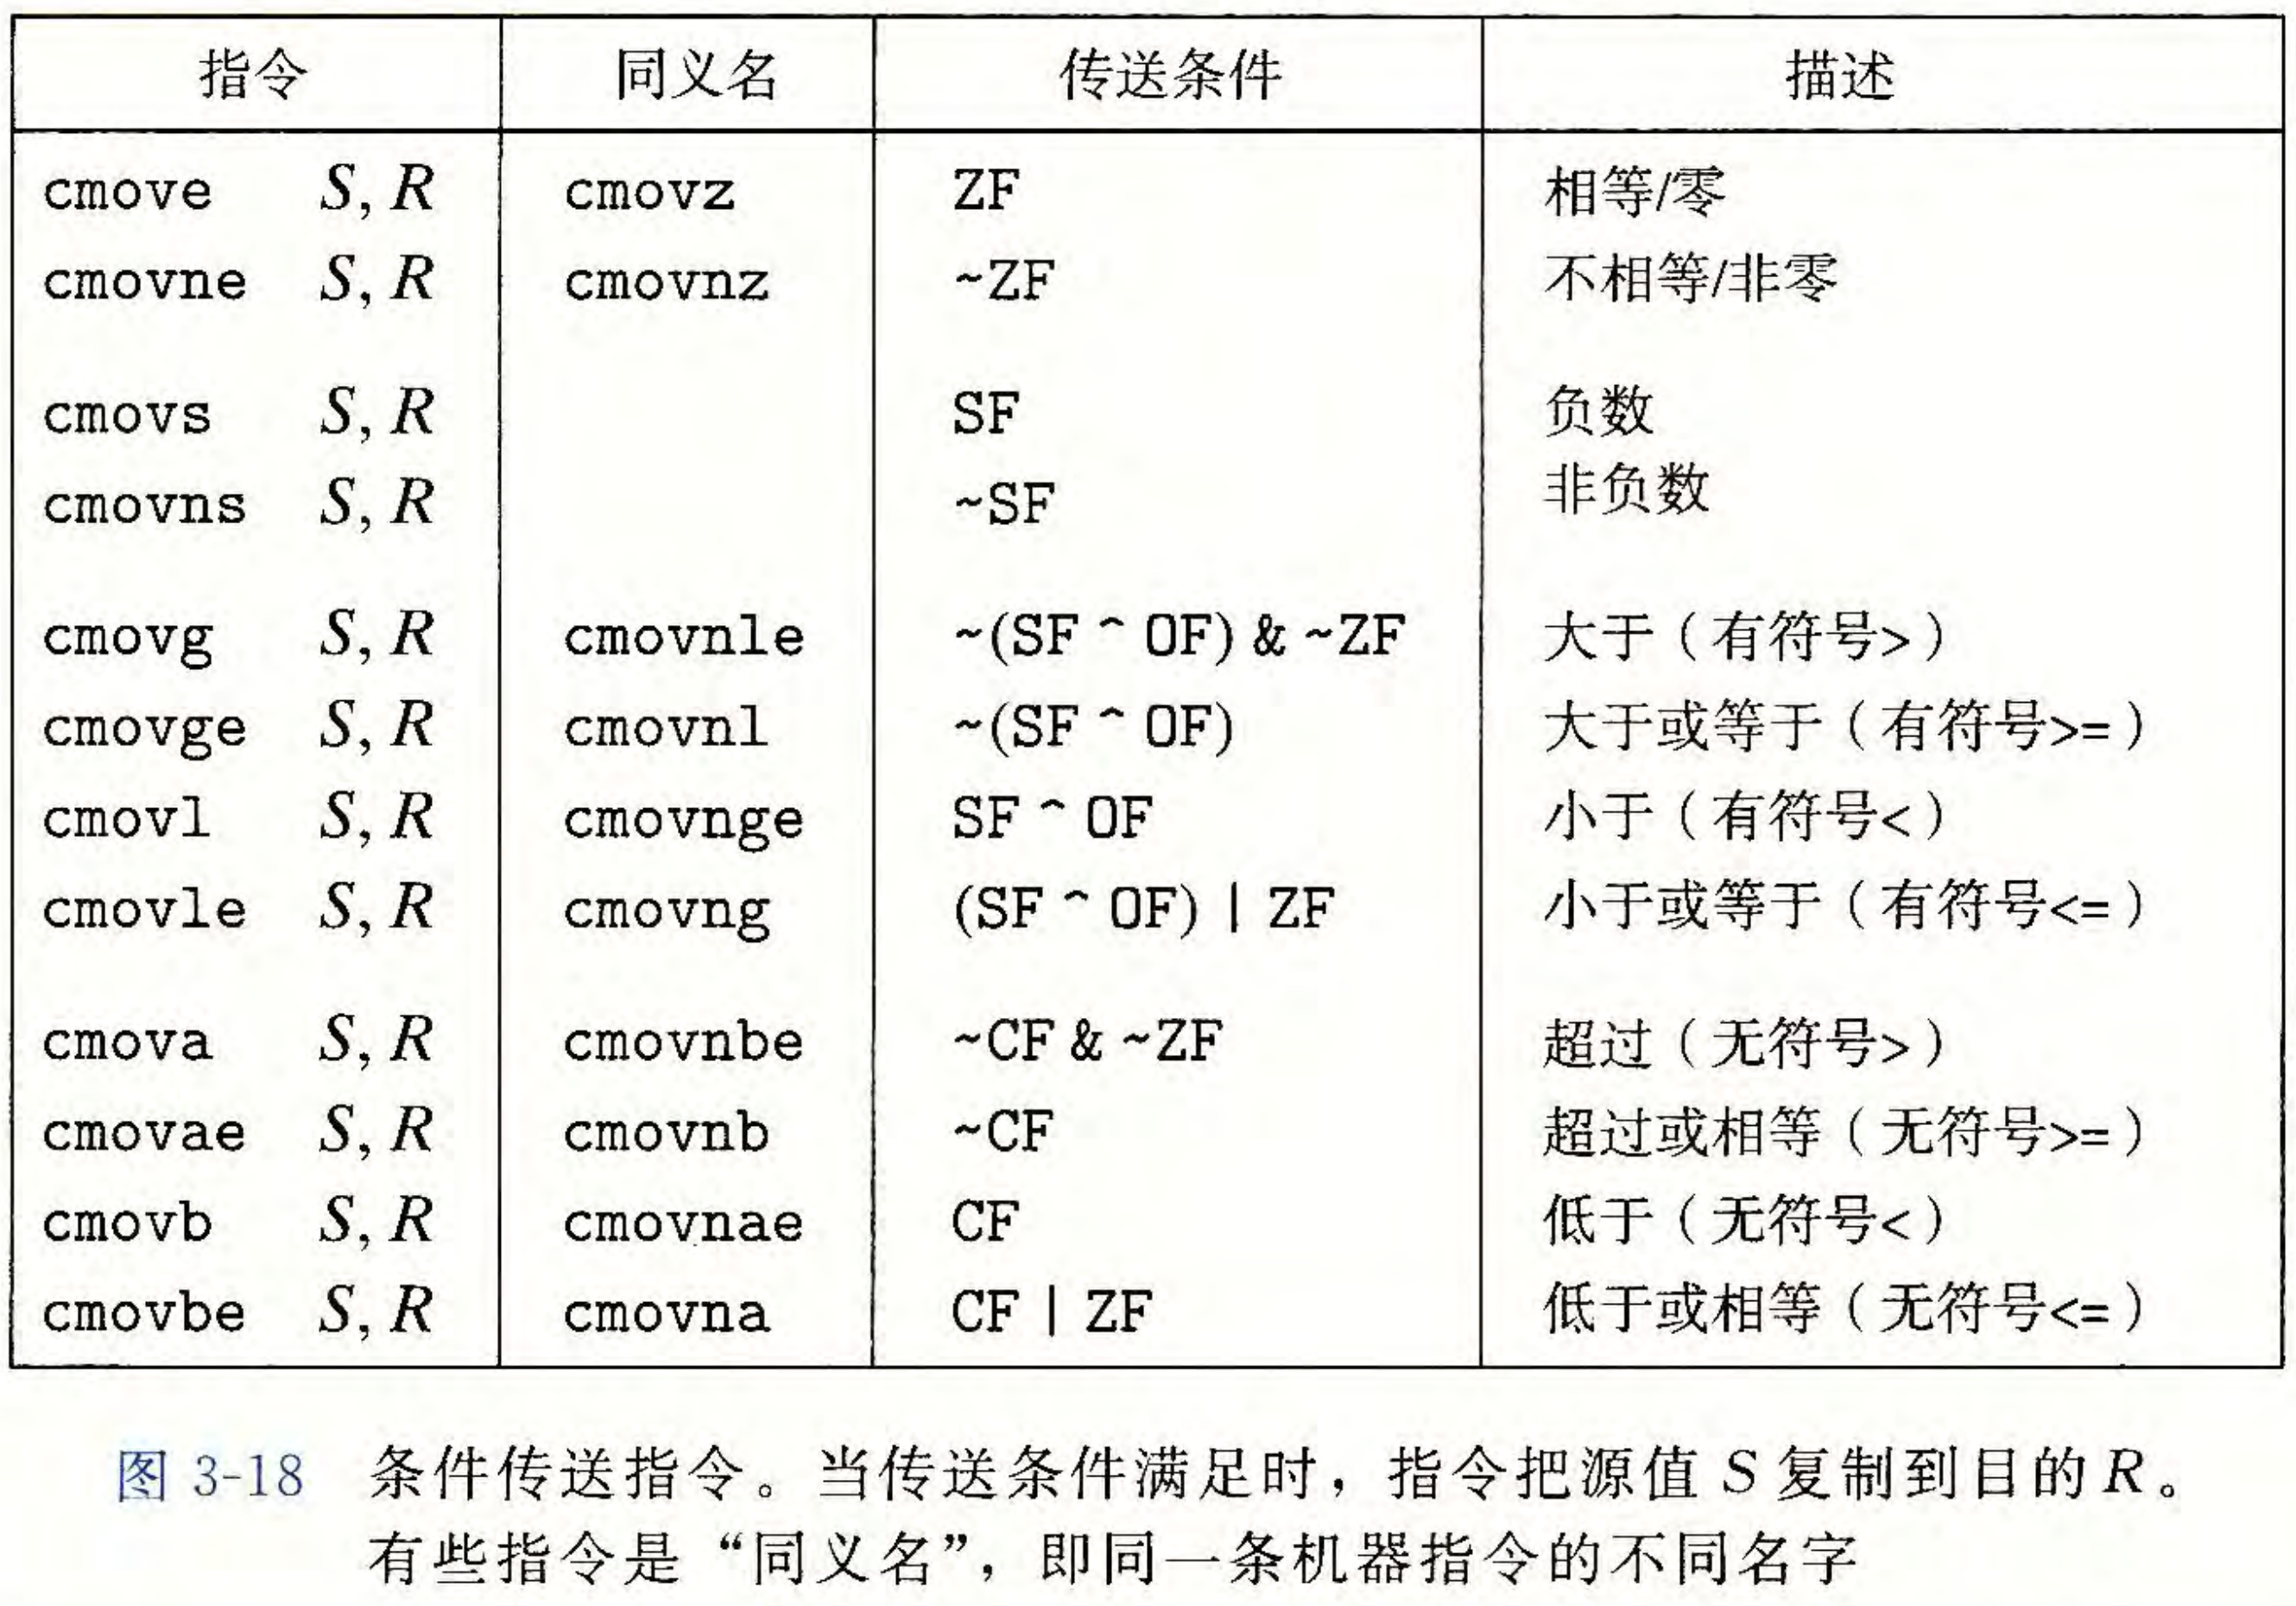 指令 同义名 传送条件 描述
cmove S, R cmovz ZF 相等/零
cmovne S, R cmovnz ~ZF 不相等/非零
cmovs S, R SF 负数
cmovns S, R ~SF 非负数
cmovg S, R cmovnle ~(SF ^ OF) & ~ZF 大于（有符号>）
cmovge S, R cmovnl ~(SF ^ OF) 大于或等于（有符号>=）
cmovl S, R cmovnge SF ^ OF 小于（有符号<）
cmovle S, R cmovng (SF ^ OF) | ZF 小于或等于（有符号<=）
cmova S, R cmovnbe ~CF & ~ZF 超过（无符号>）
cmovae S, R cmovnb ~CF 超过或相等（无符号>=）
cmovb S, R cmovnae CF 低于（无符号<）
cmovbe S, R cmovna CF | ZF 低于或相等（无符号<=）
图 3-18 条件传送指令。当传送条件满足时，指令把源值 S 复制到目的 R。
有些指令是“同义名”，即同一条机器指令的不同名字